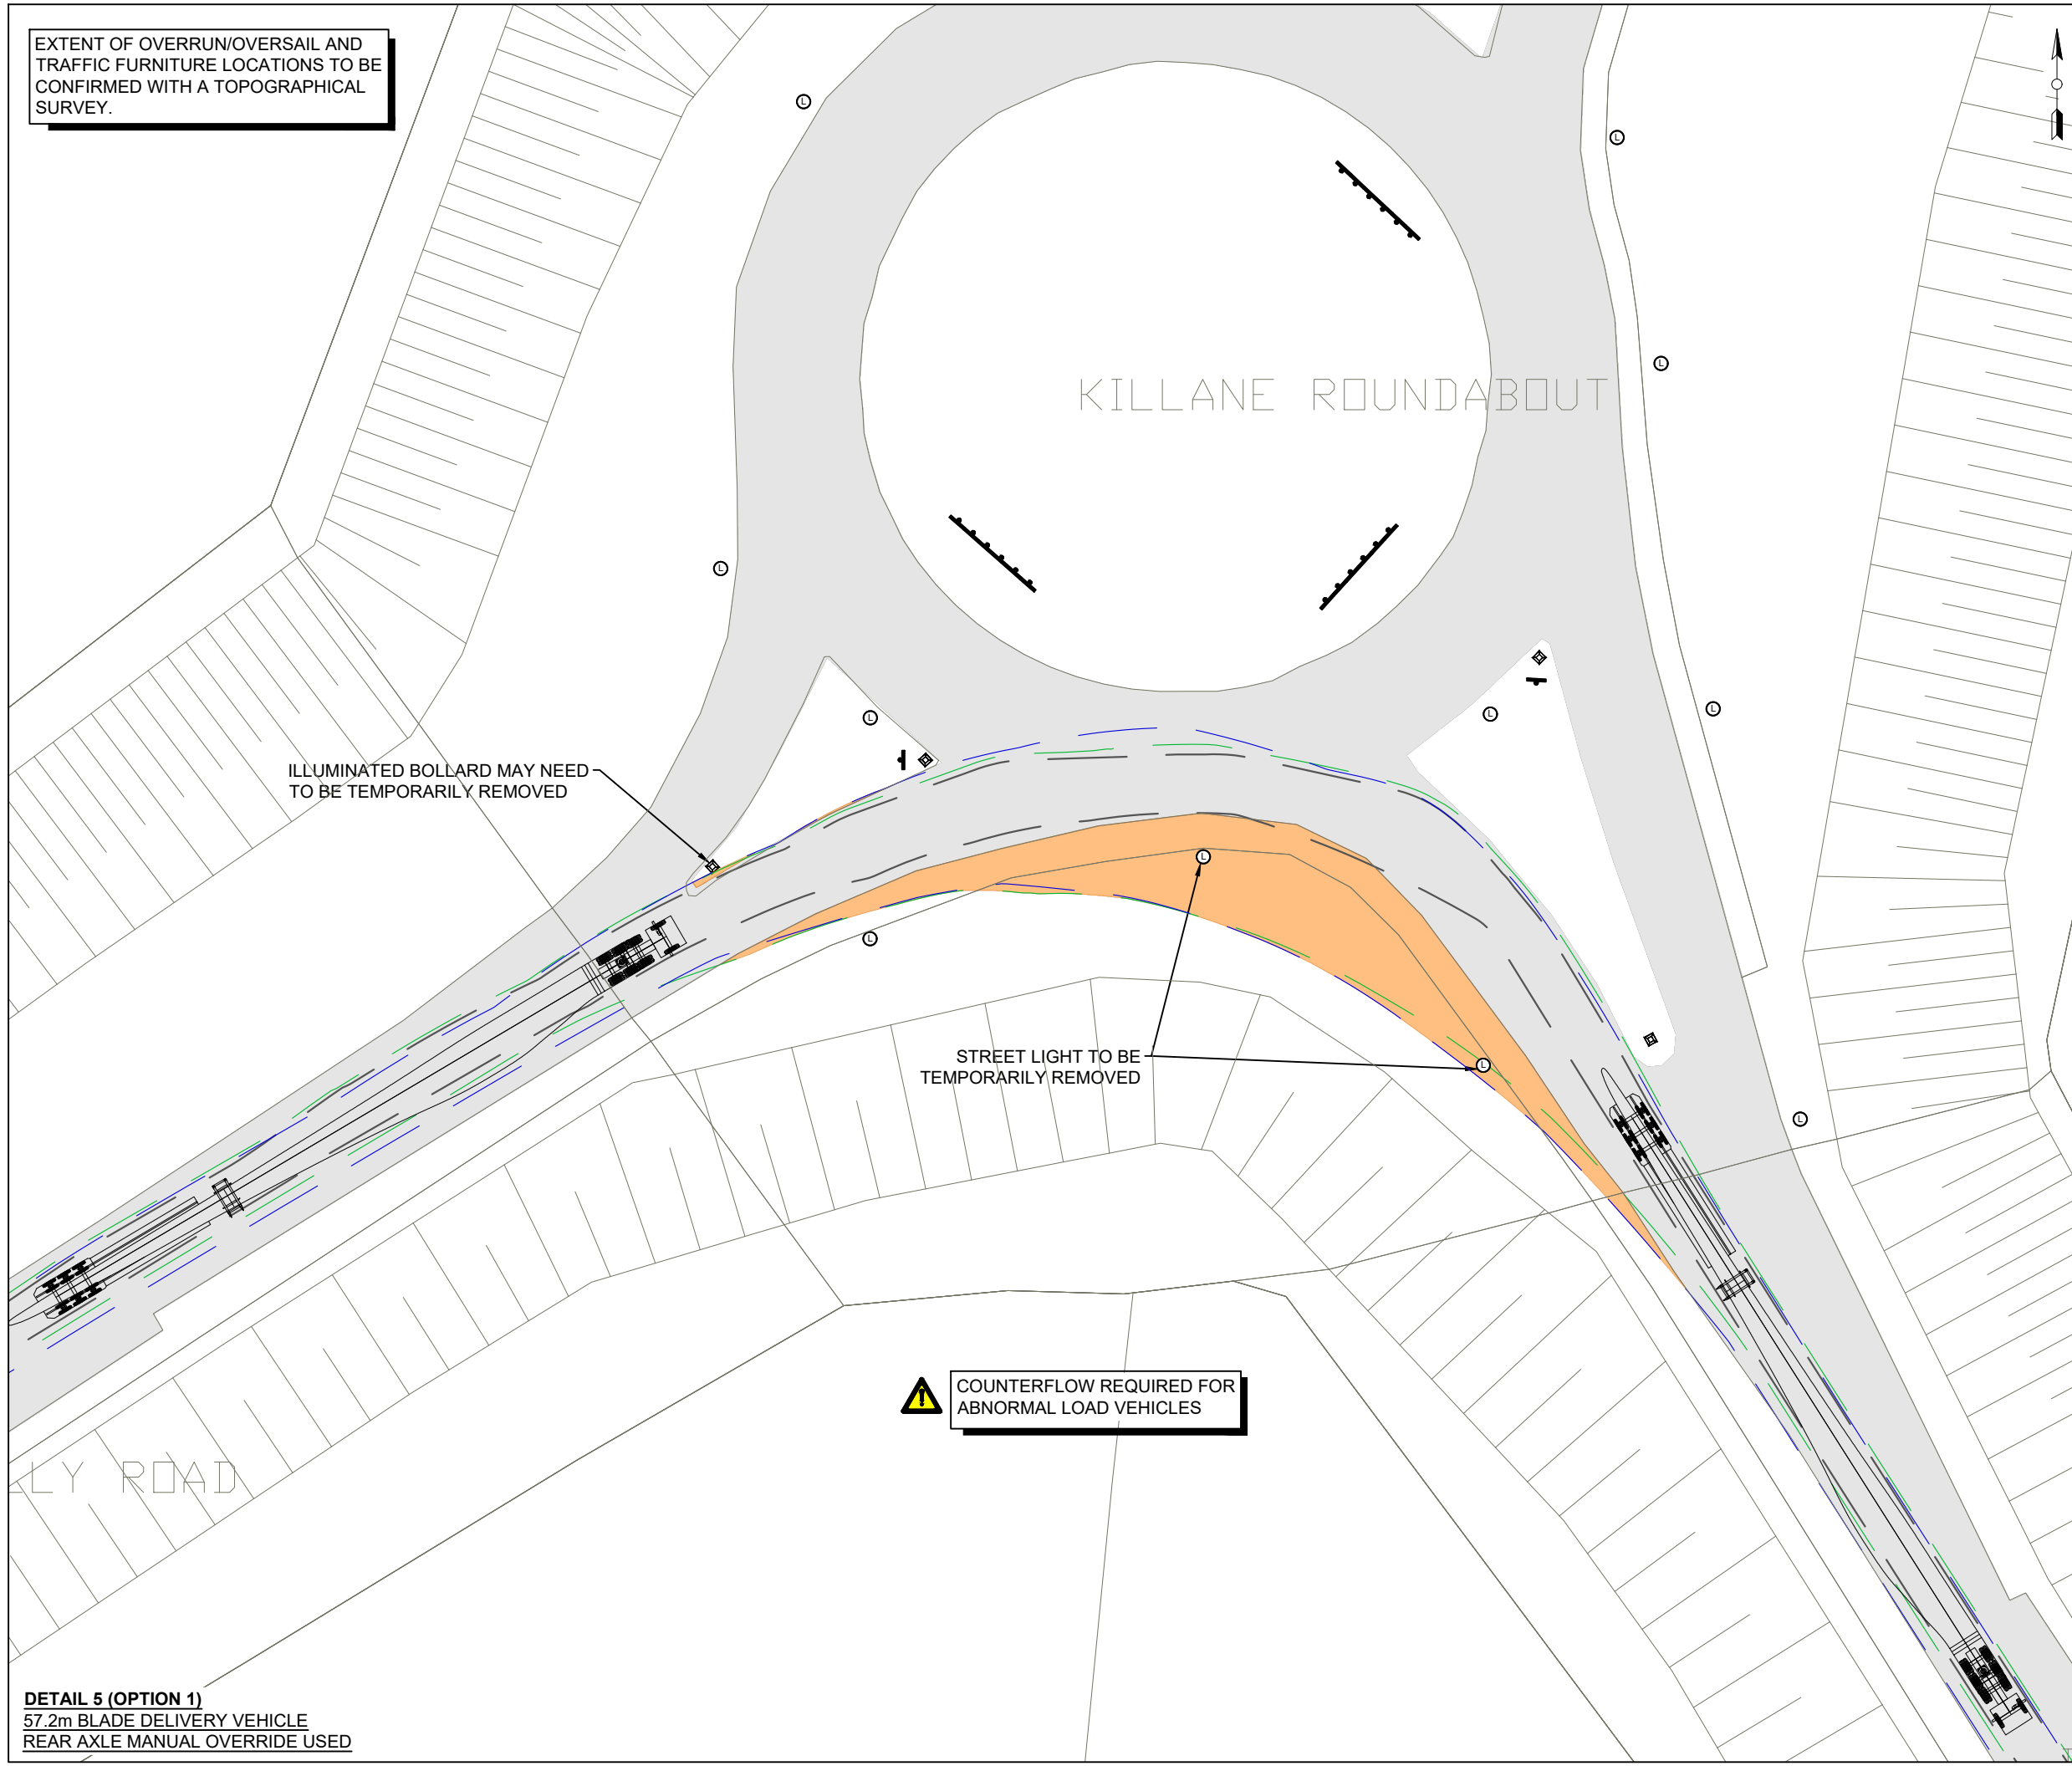 EXTENT OF OVERRUN/OVERSAIL AND
TRAFFIC FURNITURE LOCATIONS TO BE
CONFIRMED WITH A TOPOGRAPHICAL
SURVEY.
L
L
L
KILLANE ROUNDABOUT
L
L
L
L
L
ILLUMINATED BOLLARD MAY NEED
TO BE TEMPORARILY REMOVED
L
L
STREET LIGHT TO BE
TEMPORARILY REMOVED
L
L
COUNTERFLOW REQUIRED FOR
ABNORMAL LOAD VEHICLES
LLY ROAD
DETAIL 5 (OPTION 1)
57.2m BLADE DELIVERY VEHICLE
REAR AXLE MANUAL OVERRIDE USED